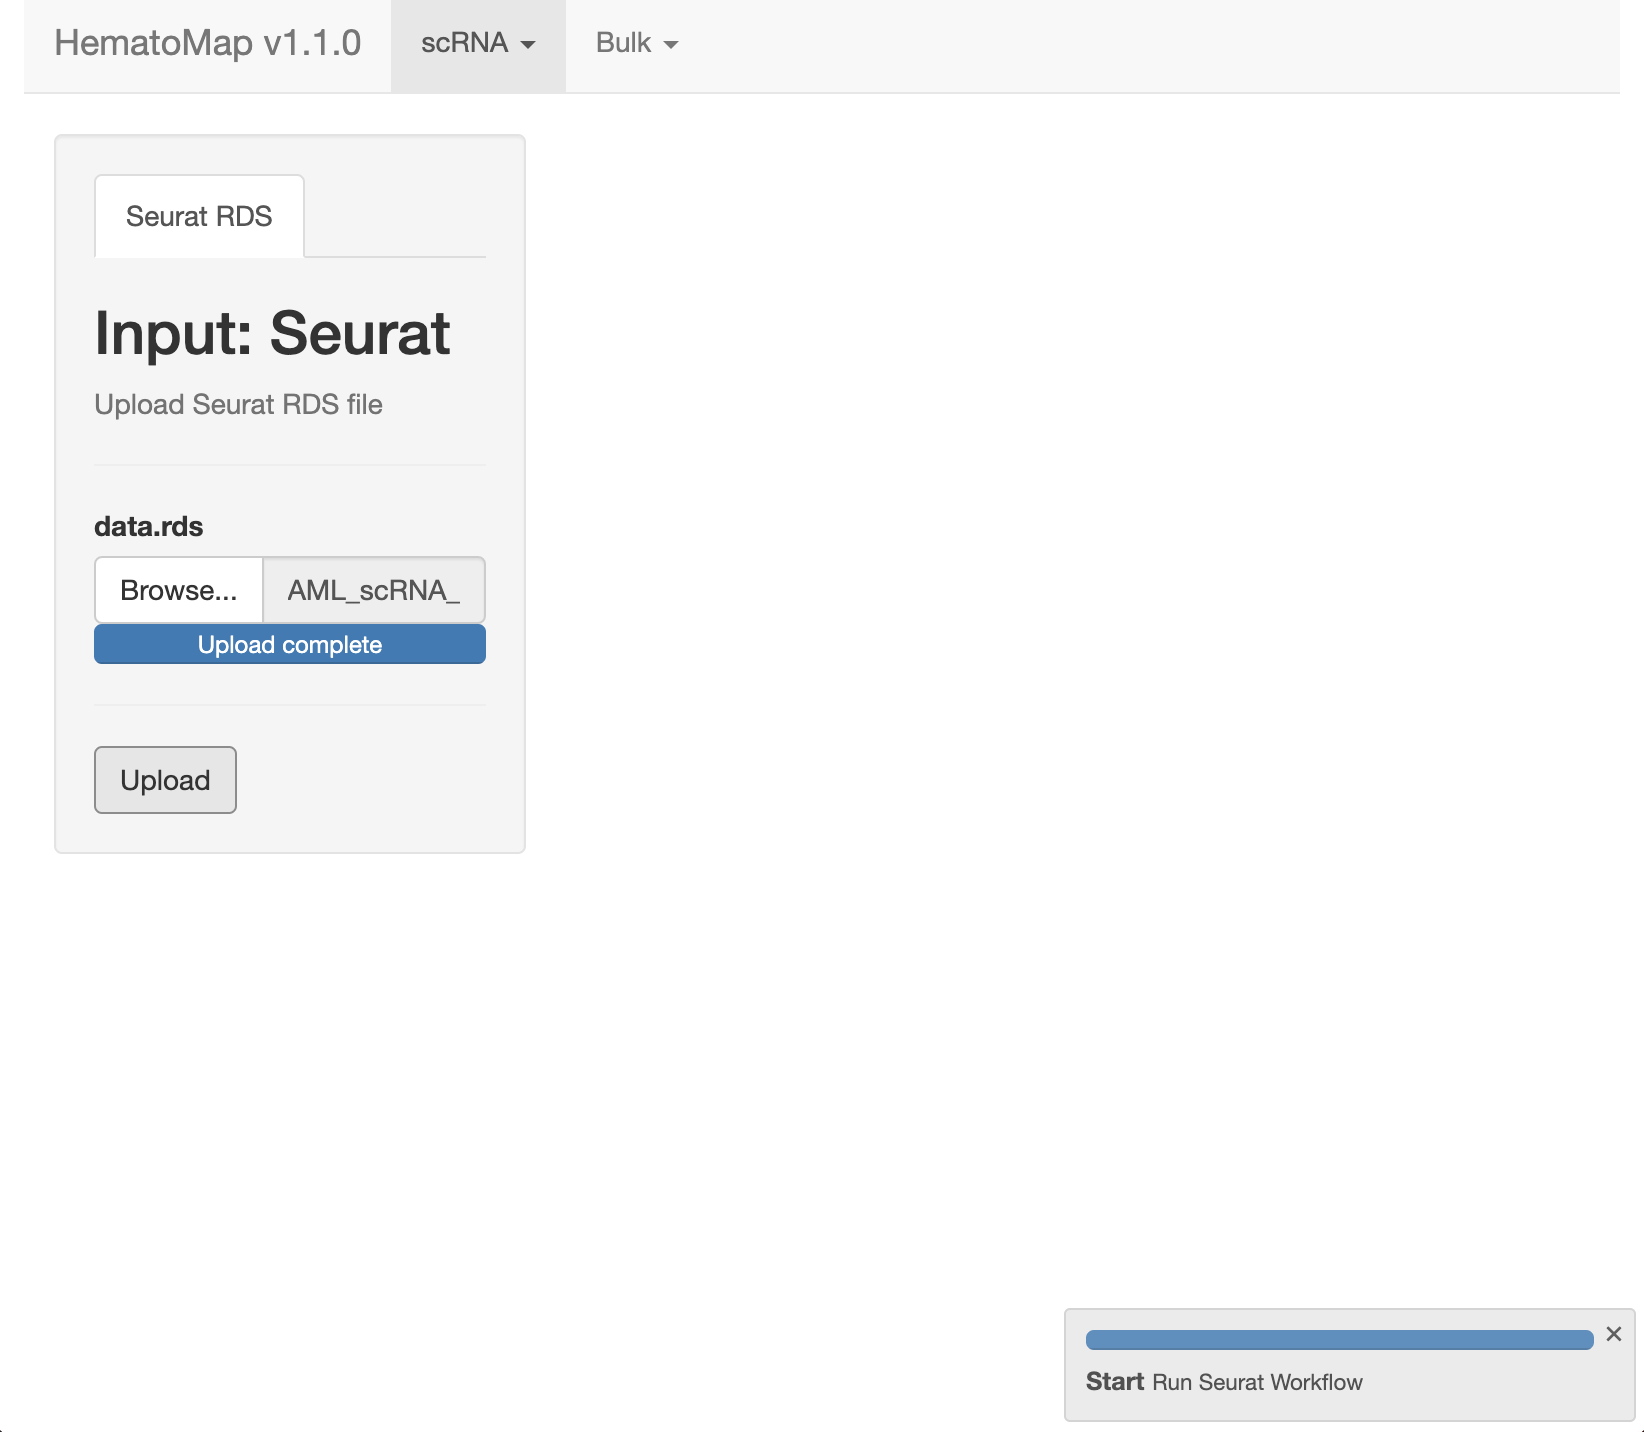 HematoMap v1.1.0 scRNA Bulk
Seurat RDS
Input: Seurat
Upload Seurat RDS file
data.rds
Browse... AML_scRNA_
Upload complete
Upload
Start Run Seurat Workflow